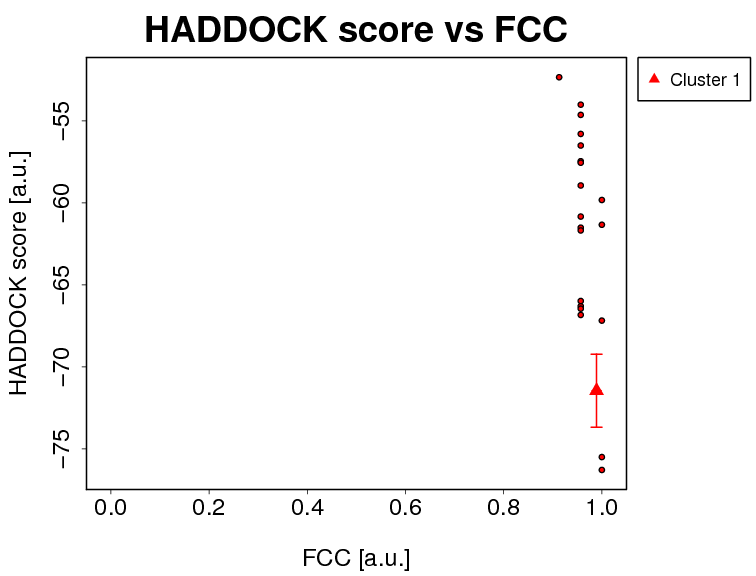 HADDOCK score vs FCC
Cluster 1
HADDOCK score [a.u.]
−55
−60
−65
−70
−75
0.0 0.2 0.4 0.6 0.8 1.0
FCC [a.u.]